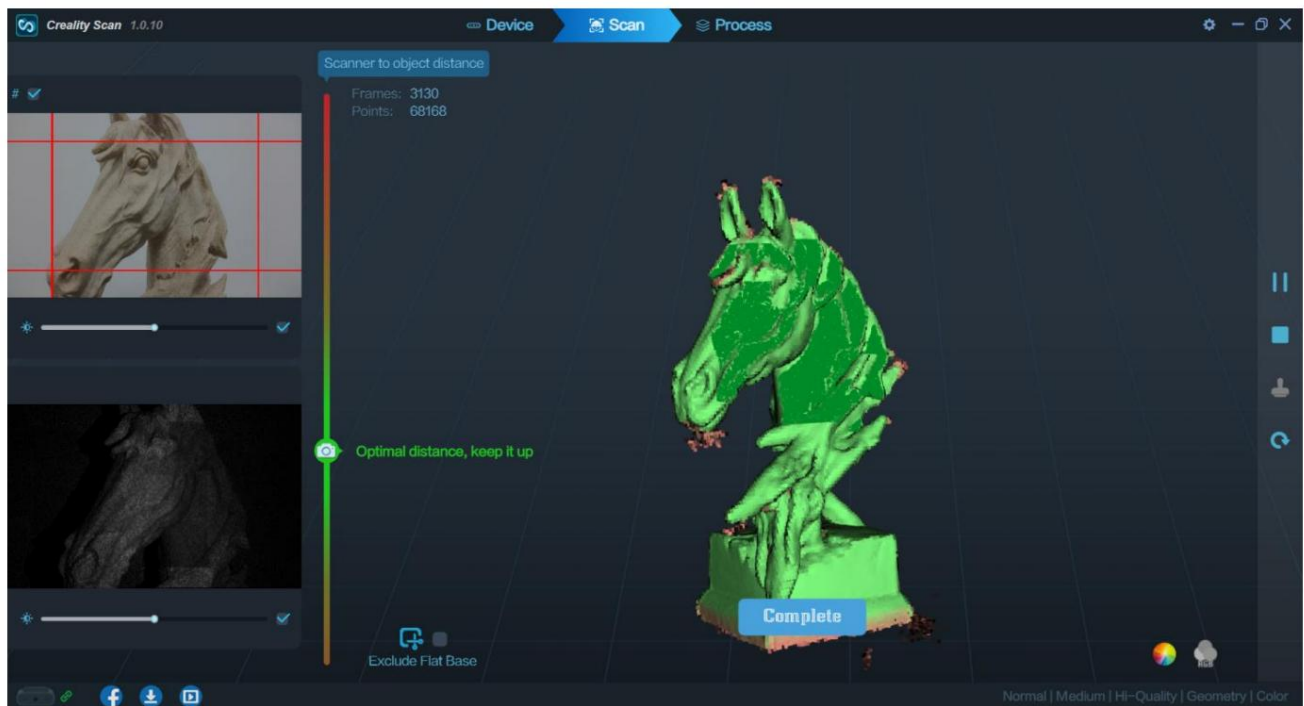 Creality Scan 1.0.10
Device
Scan
Process
Scanner to object distance
#
Frames: 3130
Points: 68168
Optimal distance, keep it up
Complete
Exclude Flat Base
Normal | Medium | Hi-Quality | Geometry | Color